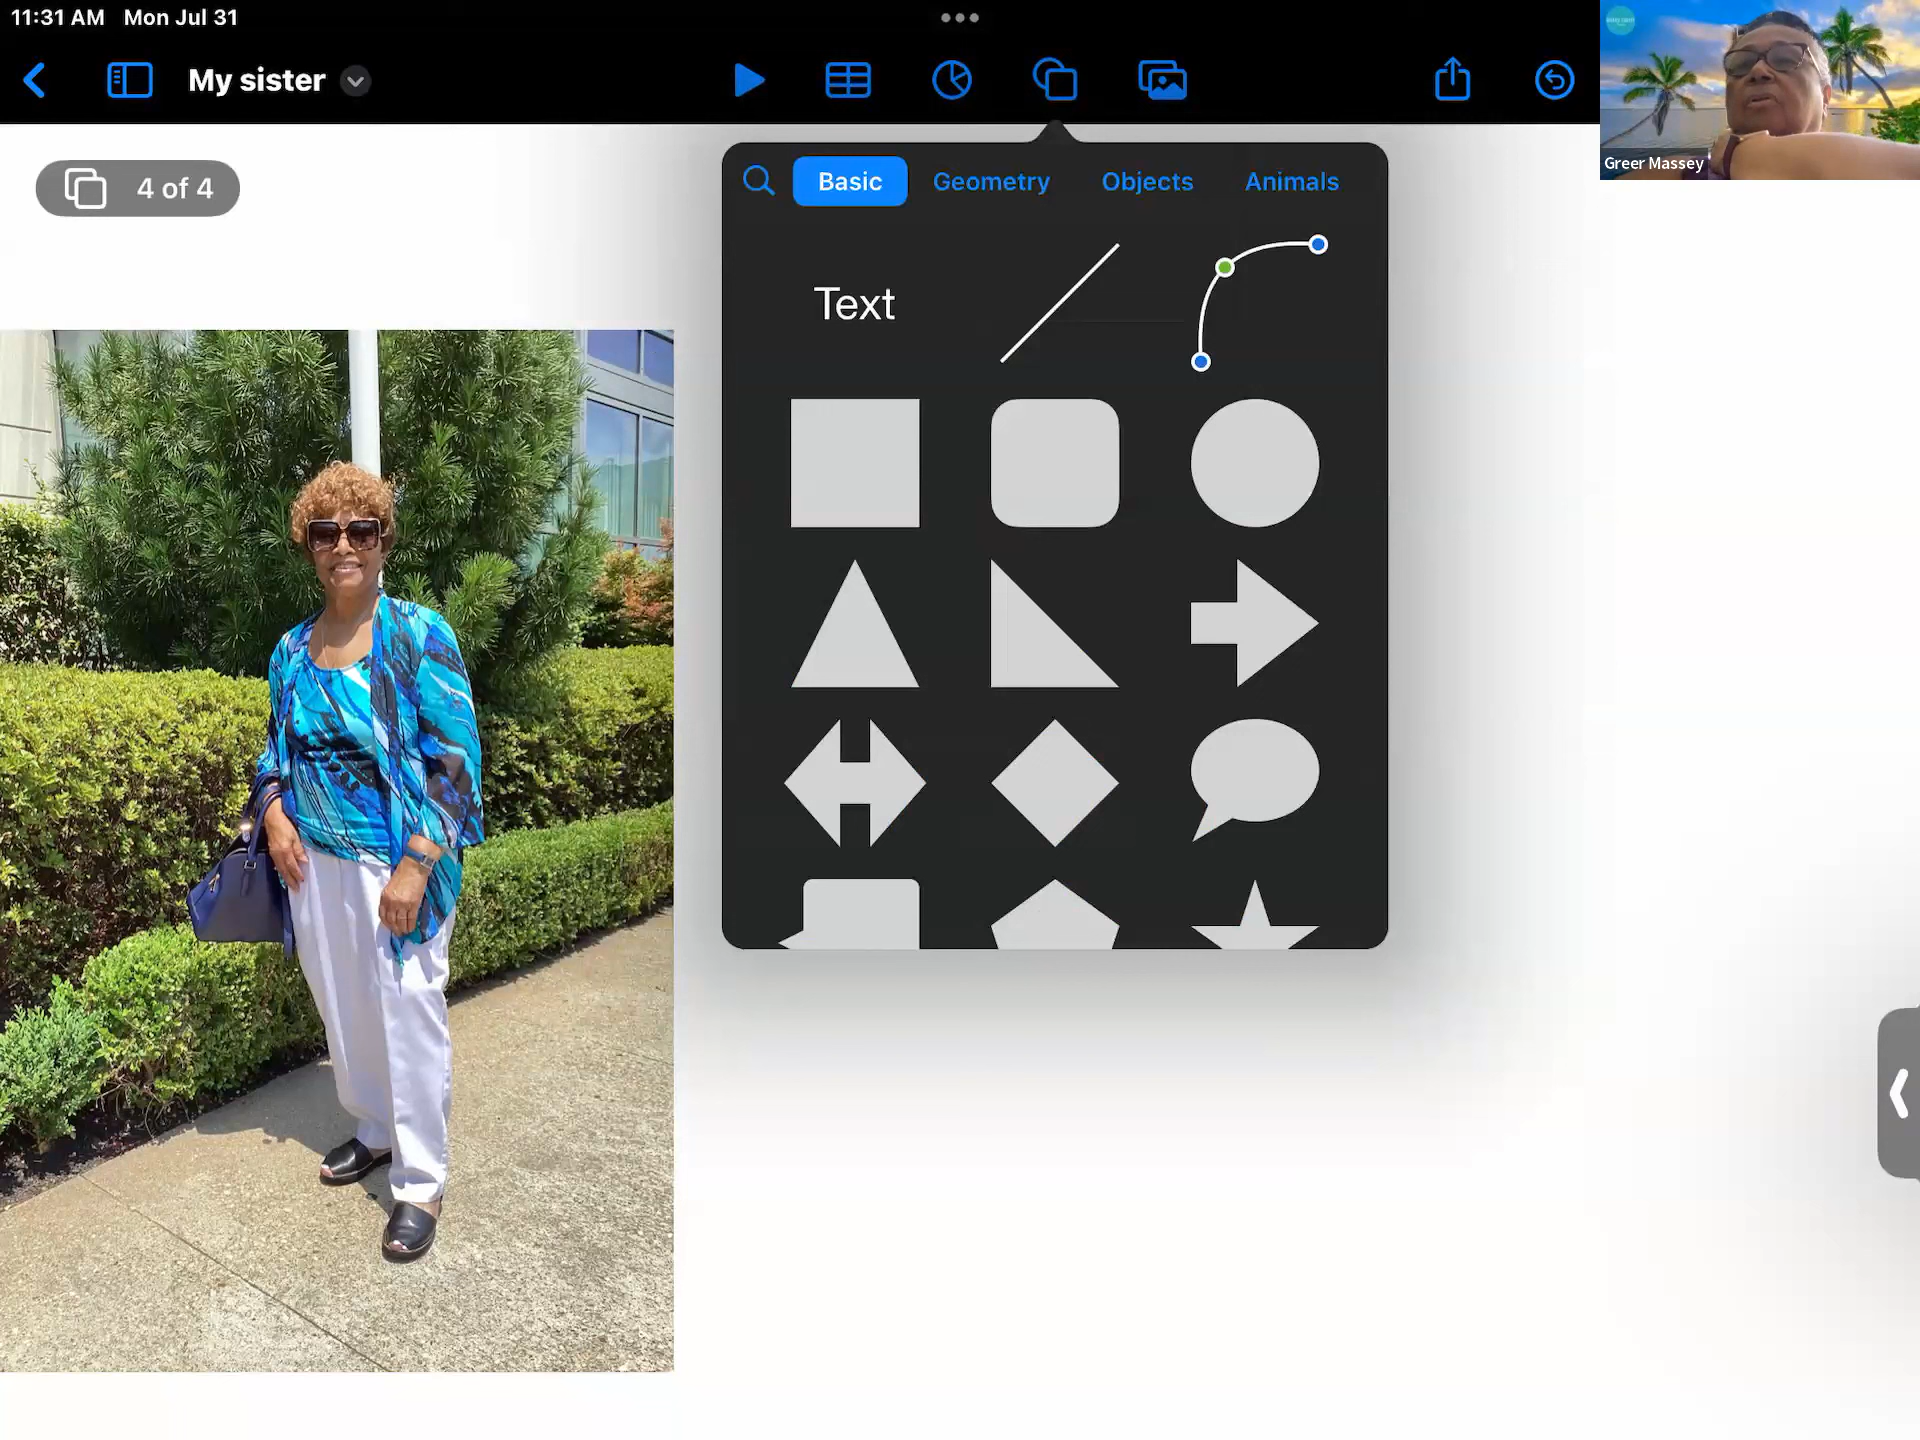 11:31 AM Mon Jul 31
My sister
4 of 4
Basic
Geometry
Objects
Animals
Text
Greer Massey